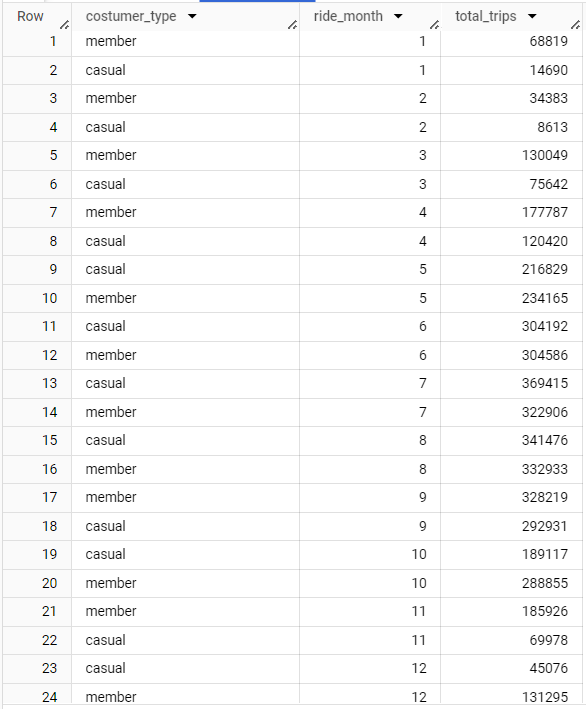 Row costumer_type ride_month total_trips
1 member 1 68819
2 casual 1 14690
3 member 2 34383
4 casual 2 8613
5 member 3 130049
6 casual 3 75642
7 member 4 177787
8 casual 4 120420
9 casual 5 216829
10 member 5 234165
11 casual 6 304192
12 member 6 304586
13 casual 7 369415
14 member 7 322906
15 casual 8 341476
16 member 8 332933
17 member 9 328219
18 casual 9 292931
19 casual 10 189117
20 member 10 288855
21 member 11 185926
22 casual 11 69978
23 casual 12 45076
24 member 12 131295